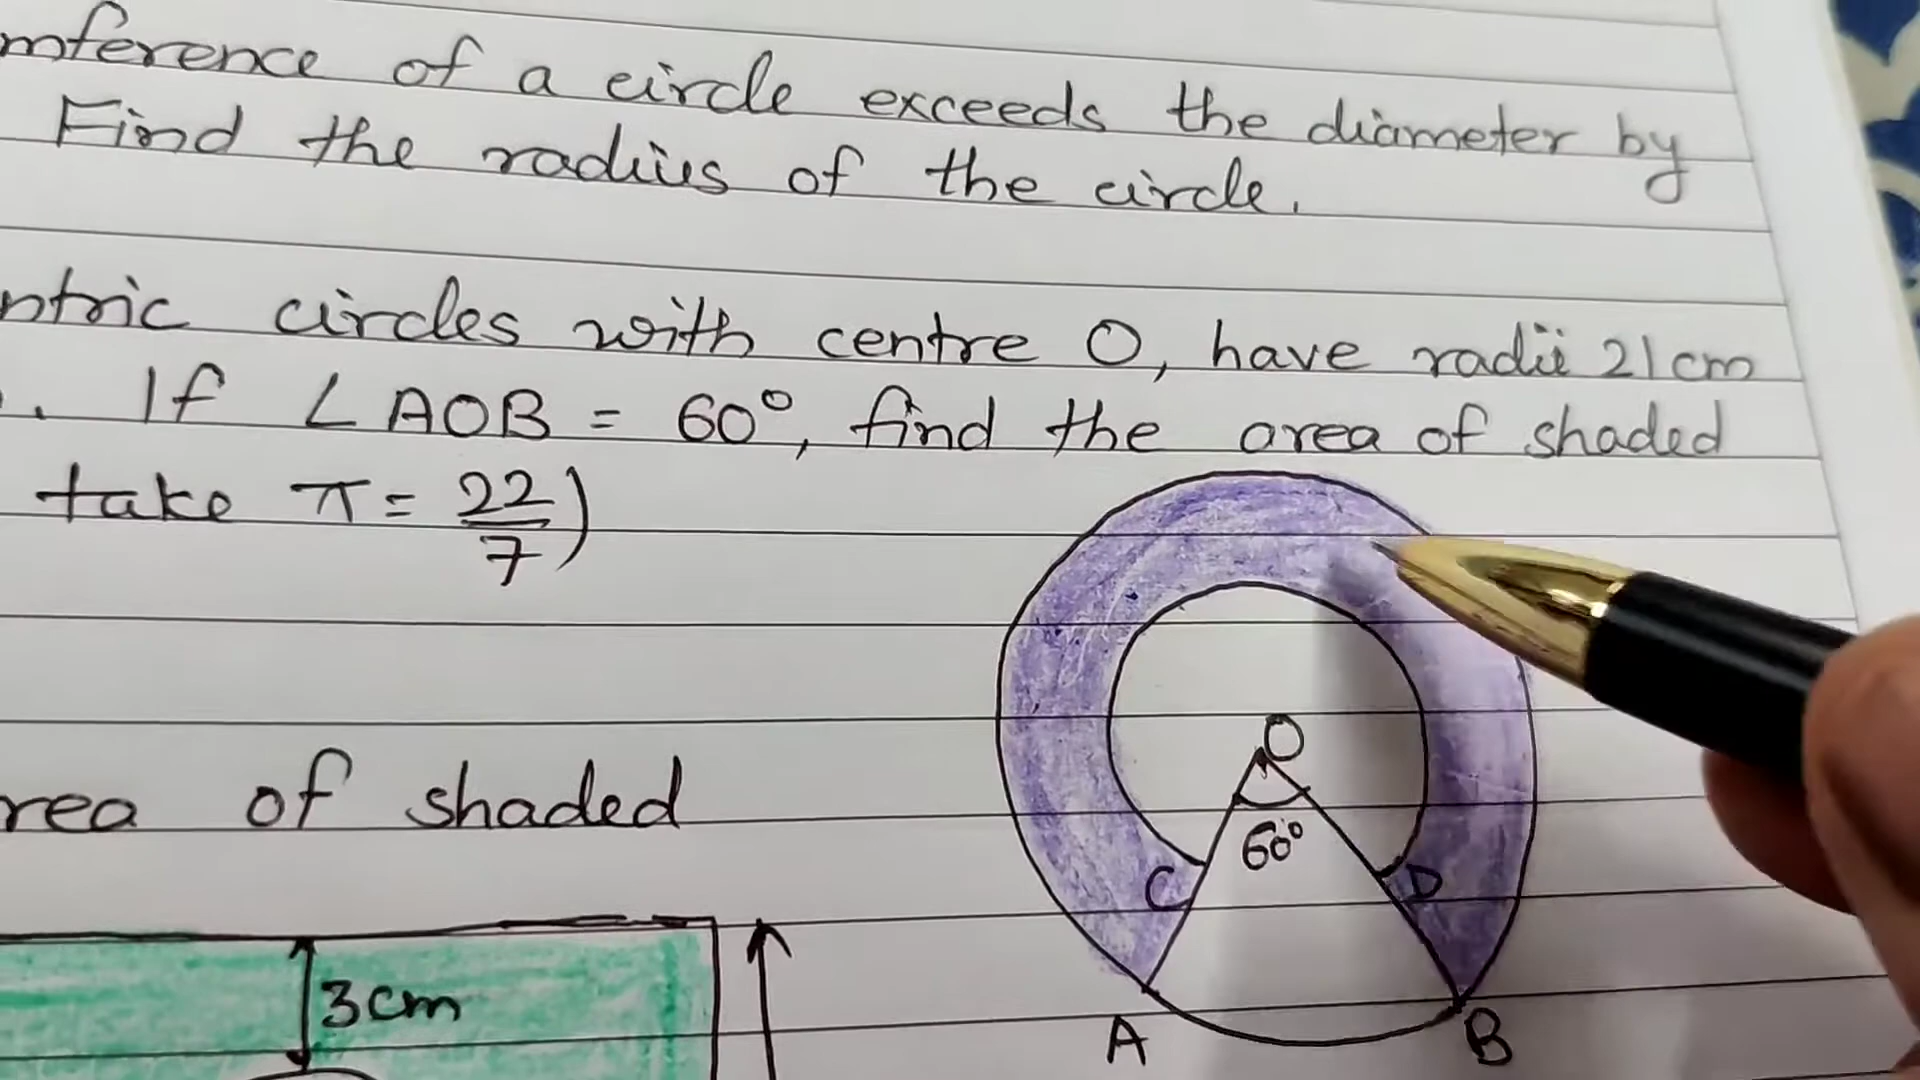 mference of a circle exceeds the diameter by
Find the radius of the circle.
ntric circles with centre O, have radii 21cm
. If ∠AOB = 60°, find the area of shaded
take π = 22/7)
O
60°
C
D
rea of shaded
3cm
A
B